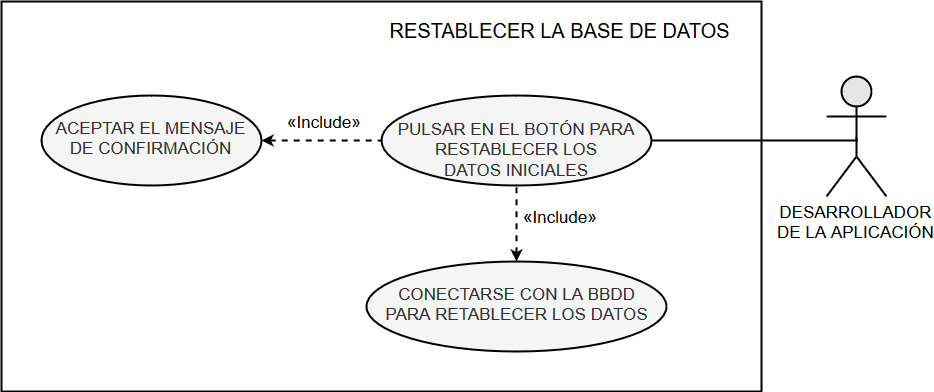 RESTABLECER LA BASE DE DATOS
ACEPTAR EL MENSAJE
DE CONFIRMACIÓN
«Include»
PULSAR EN EL BOTÓN PARA
RESTABLECER LOS
DATOS INICIALES
DESARROLLADOR
DE LA APLICACIÓN
«Include»
CONECTARSE CON LA BBDD
PARA RETABLECER LOS DATOS